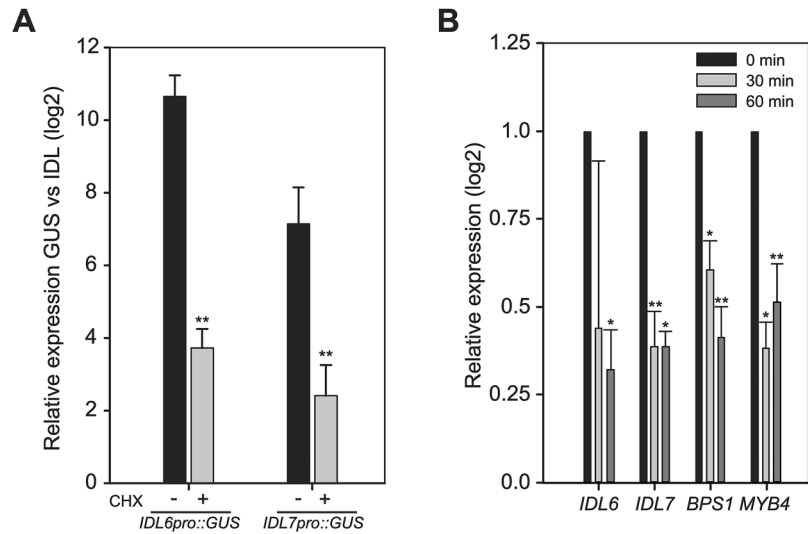 A
Relative expression GUS vs IDL (log2)
12
10
8
6
4
2
0
**
**
CHX - + - +
IDL6pro::GUS IDL7pro::GUS
B
Relative expression (log2)
1.25
1.0
0.75
0.5
0.25
0.0
0 min
30 min
60 min
*
** *
* **
* **
IDL6 IDL7 BPS1 MYB4